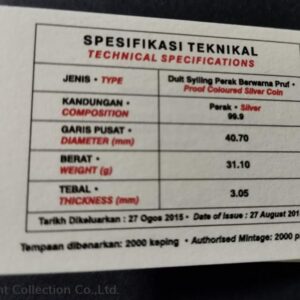 SPESIFIKASI TEKNIKAL
TECHNICAL SPECIFICATIONS
JENIS • TYPE
Duit Syiling Perak Berwarna Pruf •
Proof Coloured Silver Coin
KANDUNGAN •
COMPOSITION
Perak • Silver
99.9
GARIS PUSAT •
DIAMETER (mm)
40.70
BERAT •
WEIGHT (g)
31.10
TEBAL •
THICKNESS (mm)
3.05
Tarikh Dikeluarkan : 27 Ogos 2015 • Date of Issue : 27 August 201
Tempaan dibenarkan: 2000 keping • Authorised Mintage: 2000 p
nt Collection Co.,Ltd.